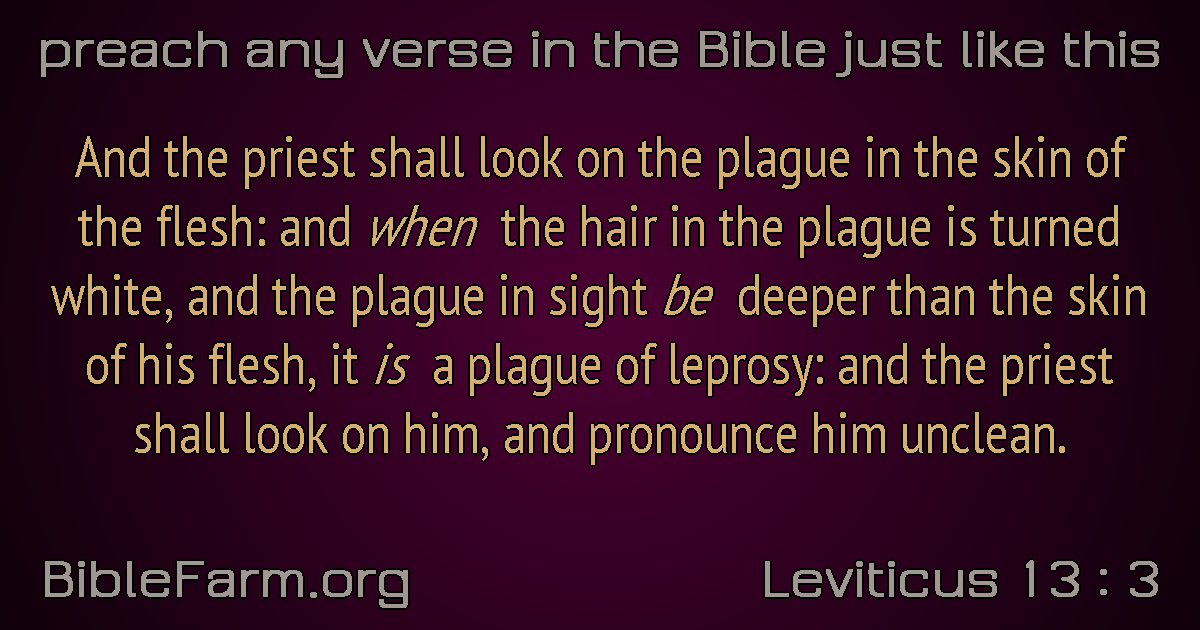 preach any verse in the Bible just like this
And the priest shall look on the plague in the skin of
the flesh: and when the hair in the plague is turned
white, and the plague in sight be deeper than the skin
of his flesh, it is a plague of leprosy: and the priest
shall look on him, and pronounce him unclean.
BibleFarm.org
Leviticus 13 : 3